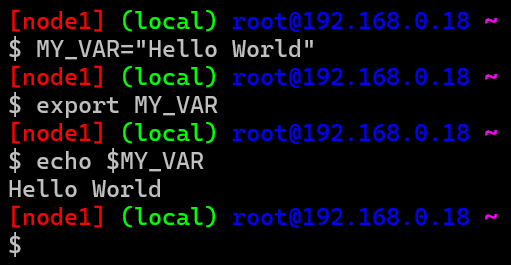 [node1] (local) root@192.168.0.18 ~
$ MY_VAR="Hello World"
[node1] (local) root@192.168.0.18 ~
$ export MY_VAR
[node1] (local) root@192.168.0.18 ~
$ echo $MY_VAR
Hello World
[node1] (local) root@192.168.0.18 ~
$